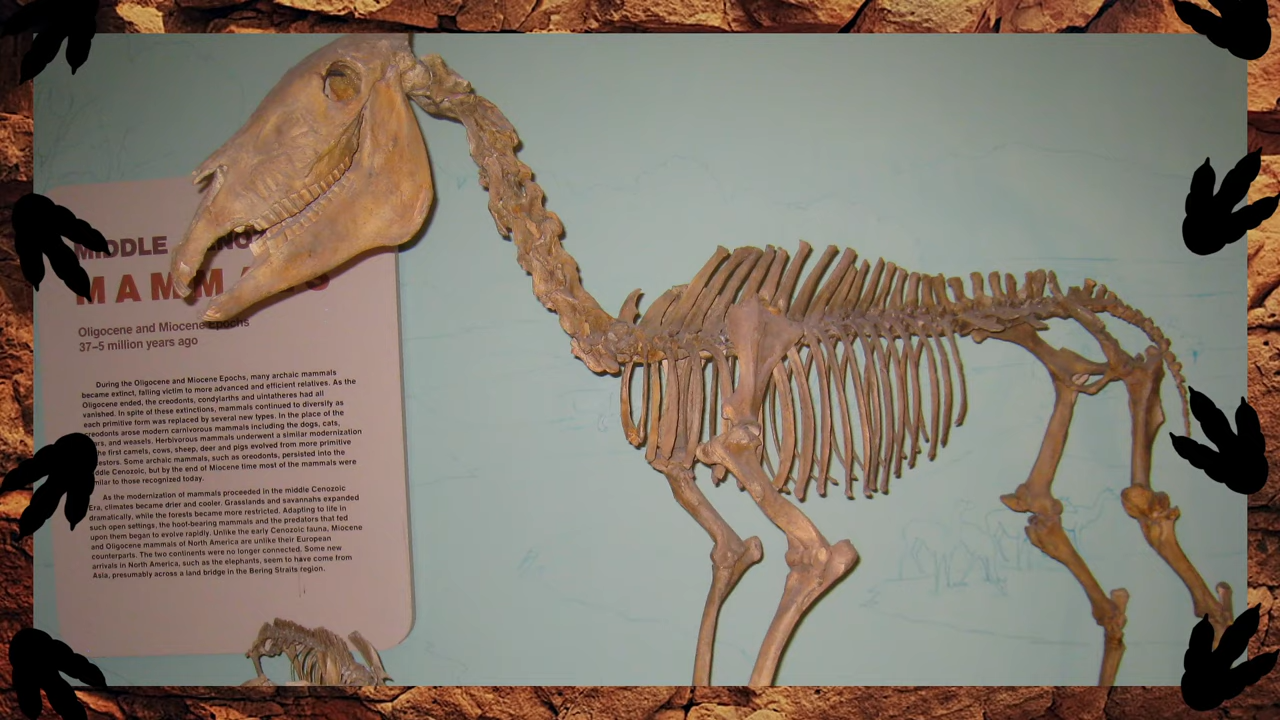 MIDDLE
MAMM
Oligocene and Miocene Epochs
37–5 million years ago
During the Oligocene and Miocene Epochs, many archaic mammals
became extinct, falling victim to more advanced and efficient relatives. As the
Oligocene ended, the creodonts, condylarths and uintatheres had all
vanished. In spite of these extinctions, mammals continued to diversify as
each primitive form was replaced by several new types. In the place of the
creodonts arose modern carnivorous mammals including the dogs, cats,
and weasels. Herbivorous mammals underwent a similar modernization
the first camels, cows, sheep, deer and pigs evolved from more primitive
Some archaic mammals, such as oreodonts, persisted into the
Cenozoic, but by the end of Miocene time most of the mammals were
to those recognized today.
As the modernization of mammals proceeded in the middle Cenozoic
Era, climates became drier and cooler. Grasslands and savannahs expanded
dramatically, while the forests became more restricted. Adapting to life in
such open settings, the hoof-bearing mammals and the predators that fed
upon them began to evolve rapidly. Unlike the early Cenozoic fauna, Miocene
and Oligocene mammals of North America are unlike their European
counterparts. The two continents were no longer connected. Some new
arrivals in North America, such as the elephants, seem to have come from
Asia, presumably across a land bridge in the Bering Straits region.